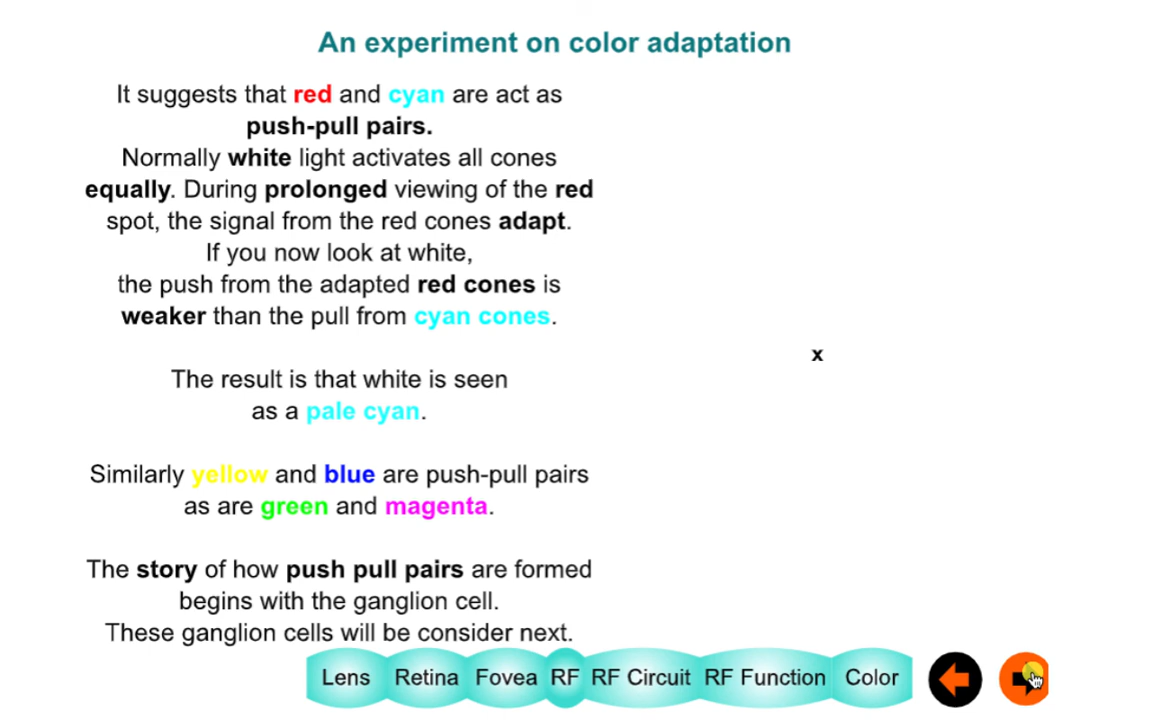 An experiment on color adaptation
It suggests that red and cyan are act as
push-pull pairs.
Normally white light activates all cones
equally. During prolonged viewing of the red
spot, the signal from the red cones adapt.
If you now look at white,
the push from the adapted red cones is
weaker than the pull from cyan cones.
x
The result is that white is seen
as a pale cyan.
Similarly yellow and blue are push-pull pairs
as are green and magenta.
The story of how push pull pairs are formed
begins with the ganglion cell.
These ganglion cells will be consider next.
Lens Retina Fovea RF RF Circuit RF Function Color